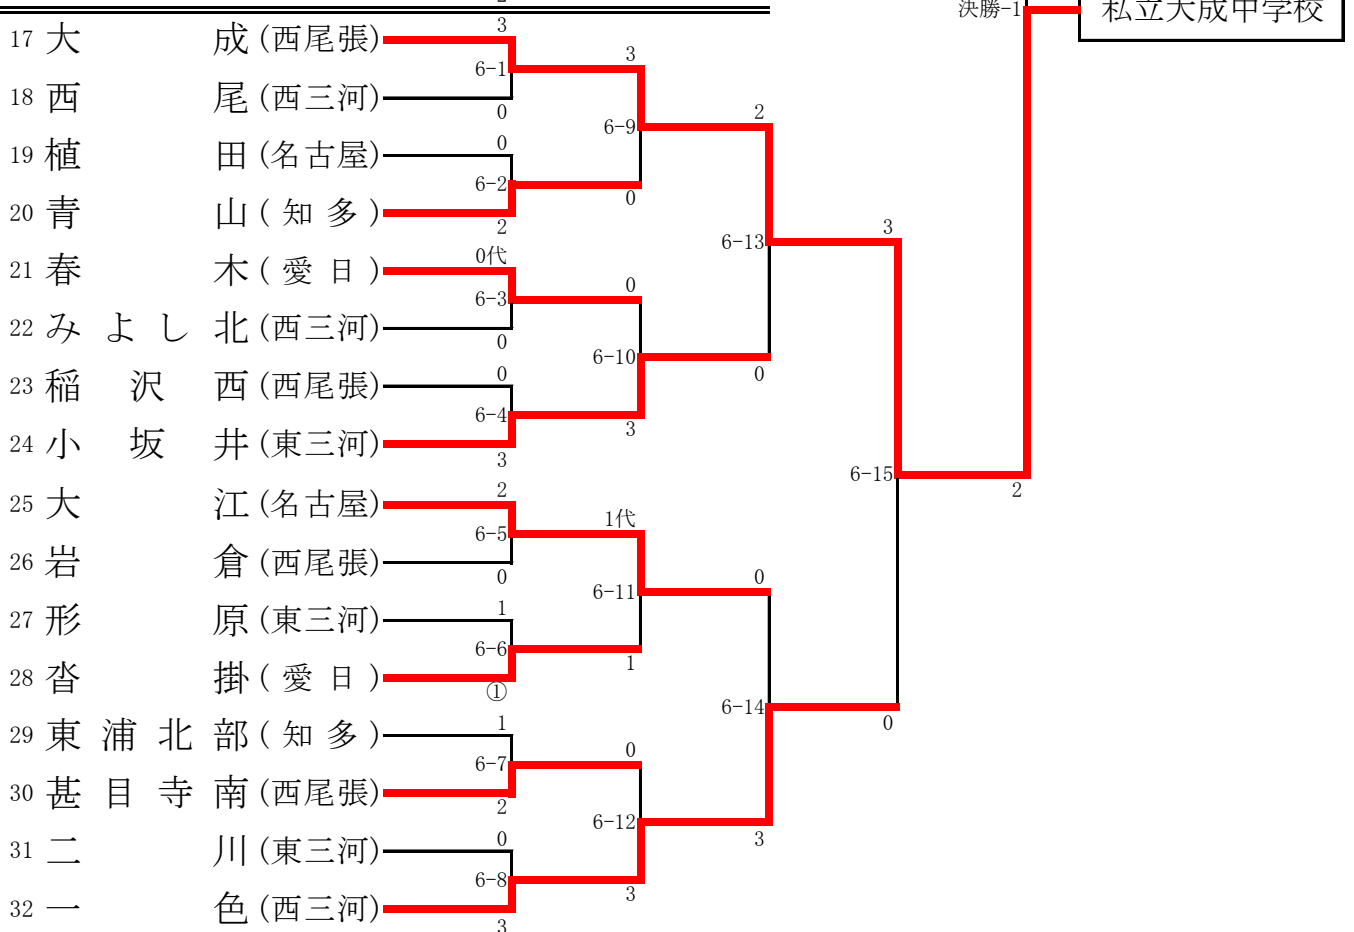 決勝-1
私立大成中学校
17 大成(西尾張) 3
6-1
3
18 西尾(西三河) 0
6-9
2
19 植田(名古屋) 0
6-2
0
20 青山(知多) 2
6-13
3
21 春木(愛日) 0代
6-3
0
22 みよし北(西三河) 0
6-10
0
23 稲沢西(西尾張) 0
6-4
3
24 小坂井(東三河) 3
6-15
2
25 大江(名古屋) 2
6-5
1代
26 岩倉(西尾張) 0
6-11
0
27 形原(東三河) 1
6-6
1
28 沓掛(愛日) ①
6-14
0
29 東浦北部(知多) 1
6-7
0
30 甚目寺南(西尾張) 2
6-12
3
31 二川(東三河) 0
6-8
3
32 一色(西三河) 3